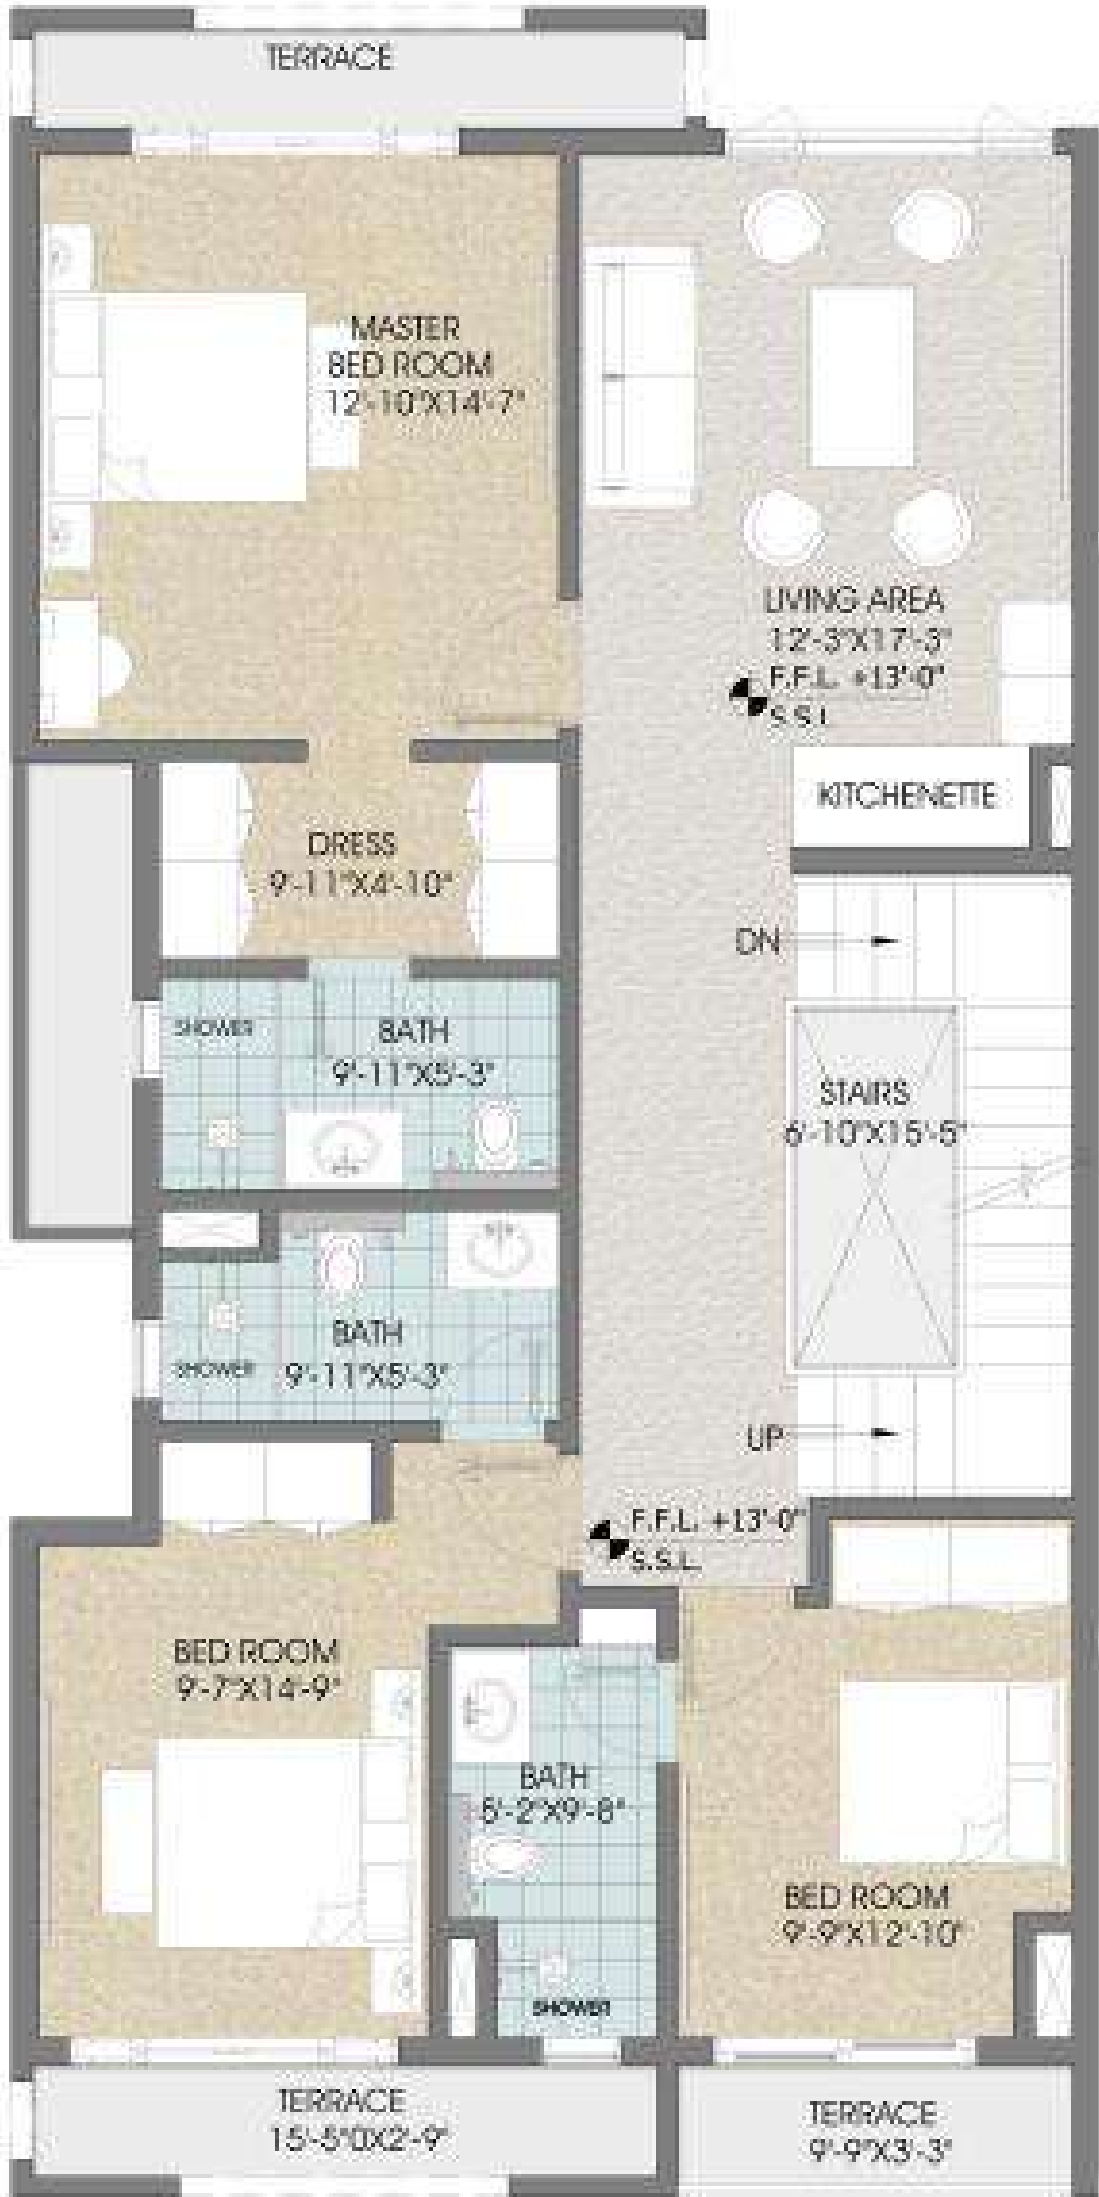 TERRACE
MASTER
BED ROOM
12'-10"X14'-7"
LIVING AREA
12'-3"X17'-3"
F.F.L. +13'-0"
S.S.L
KITCHENETTE
DRESS
9'-11"X4'-10"
DN
SHOWER
BATH
9'-11"X5'-3"
STAIRS
6'-10"X15'-5"
BATH
SHOWER
9'-11"X5'-3"
UP
F.F.L. +13'-0"
S.S.L.
BED ROOM
9'-7"X14'-9"
BATH
5'-2"X9'-8"
BED ROOM
9'-9"X12'-10"
SHOWER
TERRACE
15'-5"0X2'-9"
TERRACE
9'-9"X3'-3"